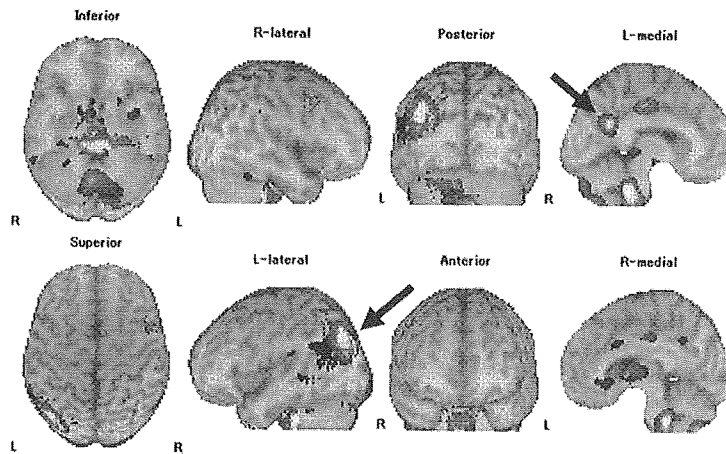 Inferior
R-lateral
Posterior
L-medial
R
L
L
R
Superior
L-lateral
Anterior
R-medial
L
R
R
L